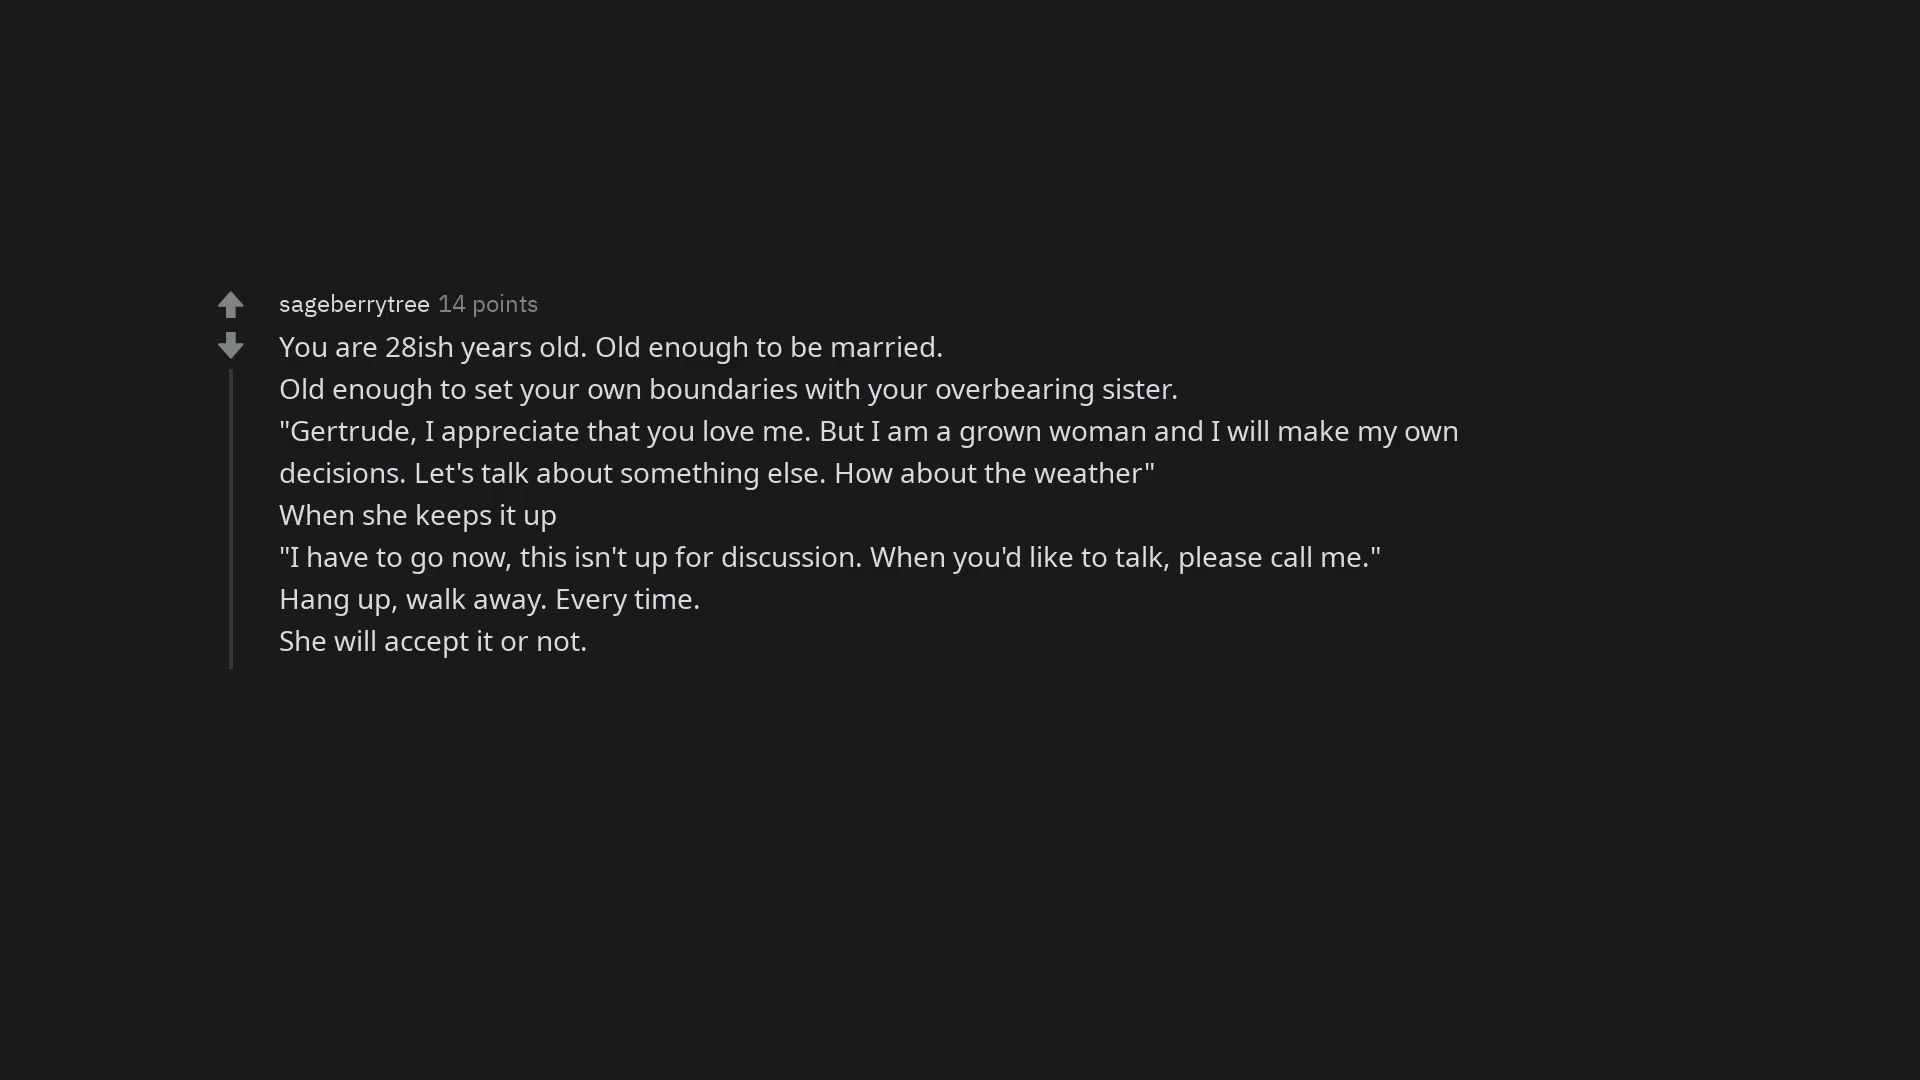 sageberrytree 14 points
You are 28ish years old. Old enough to be married.
Old enough to set your own boundaries with your overbearing sister.
"Gertrude, I appreciate that you love me. But I am a grown woman and I will make my own
decisions. Let's talk about something else. How about the weather"
When she keeps it up
"I have to go now, this isn't up for discussion. When you'd like to talk, please call me."
Hang up, walk away. Every time.
She will accept it or not.